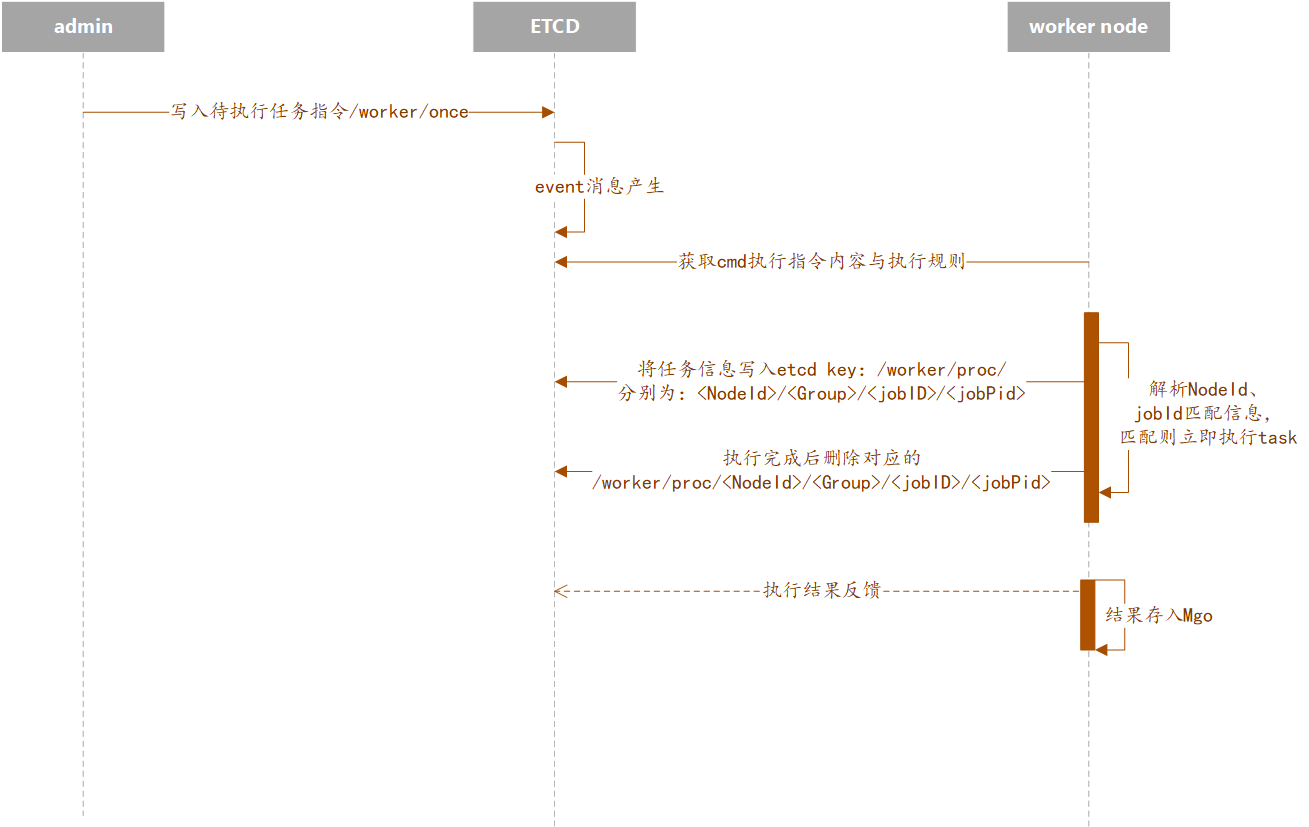 admin
ETCD
worker node
写入待执行任务指令/worker/once
event消息产生
获取cmd执行指令内容与执行规则
将任务信息写入etcd key: /worker/proc/
分别为: <NodeId>/<Group>/<jobID>/<jobPid>
解析NodeId、
jobId匹配信息,
匹配则立即执行task
执行完成后删除对应的
/worker/proc/<NodeId>/<Group>/<jobID>/<jobPid>
执行结果反馈
结果存入Mgo